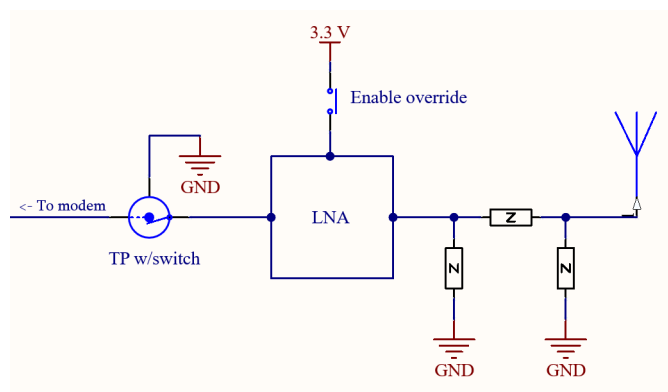 3.3 V
Enable override
GND
<- To modem
LNA
Z
TP w/switch
Z
Z
GND
GND